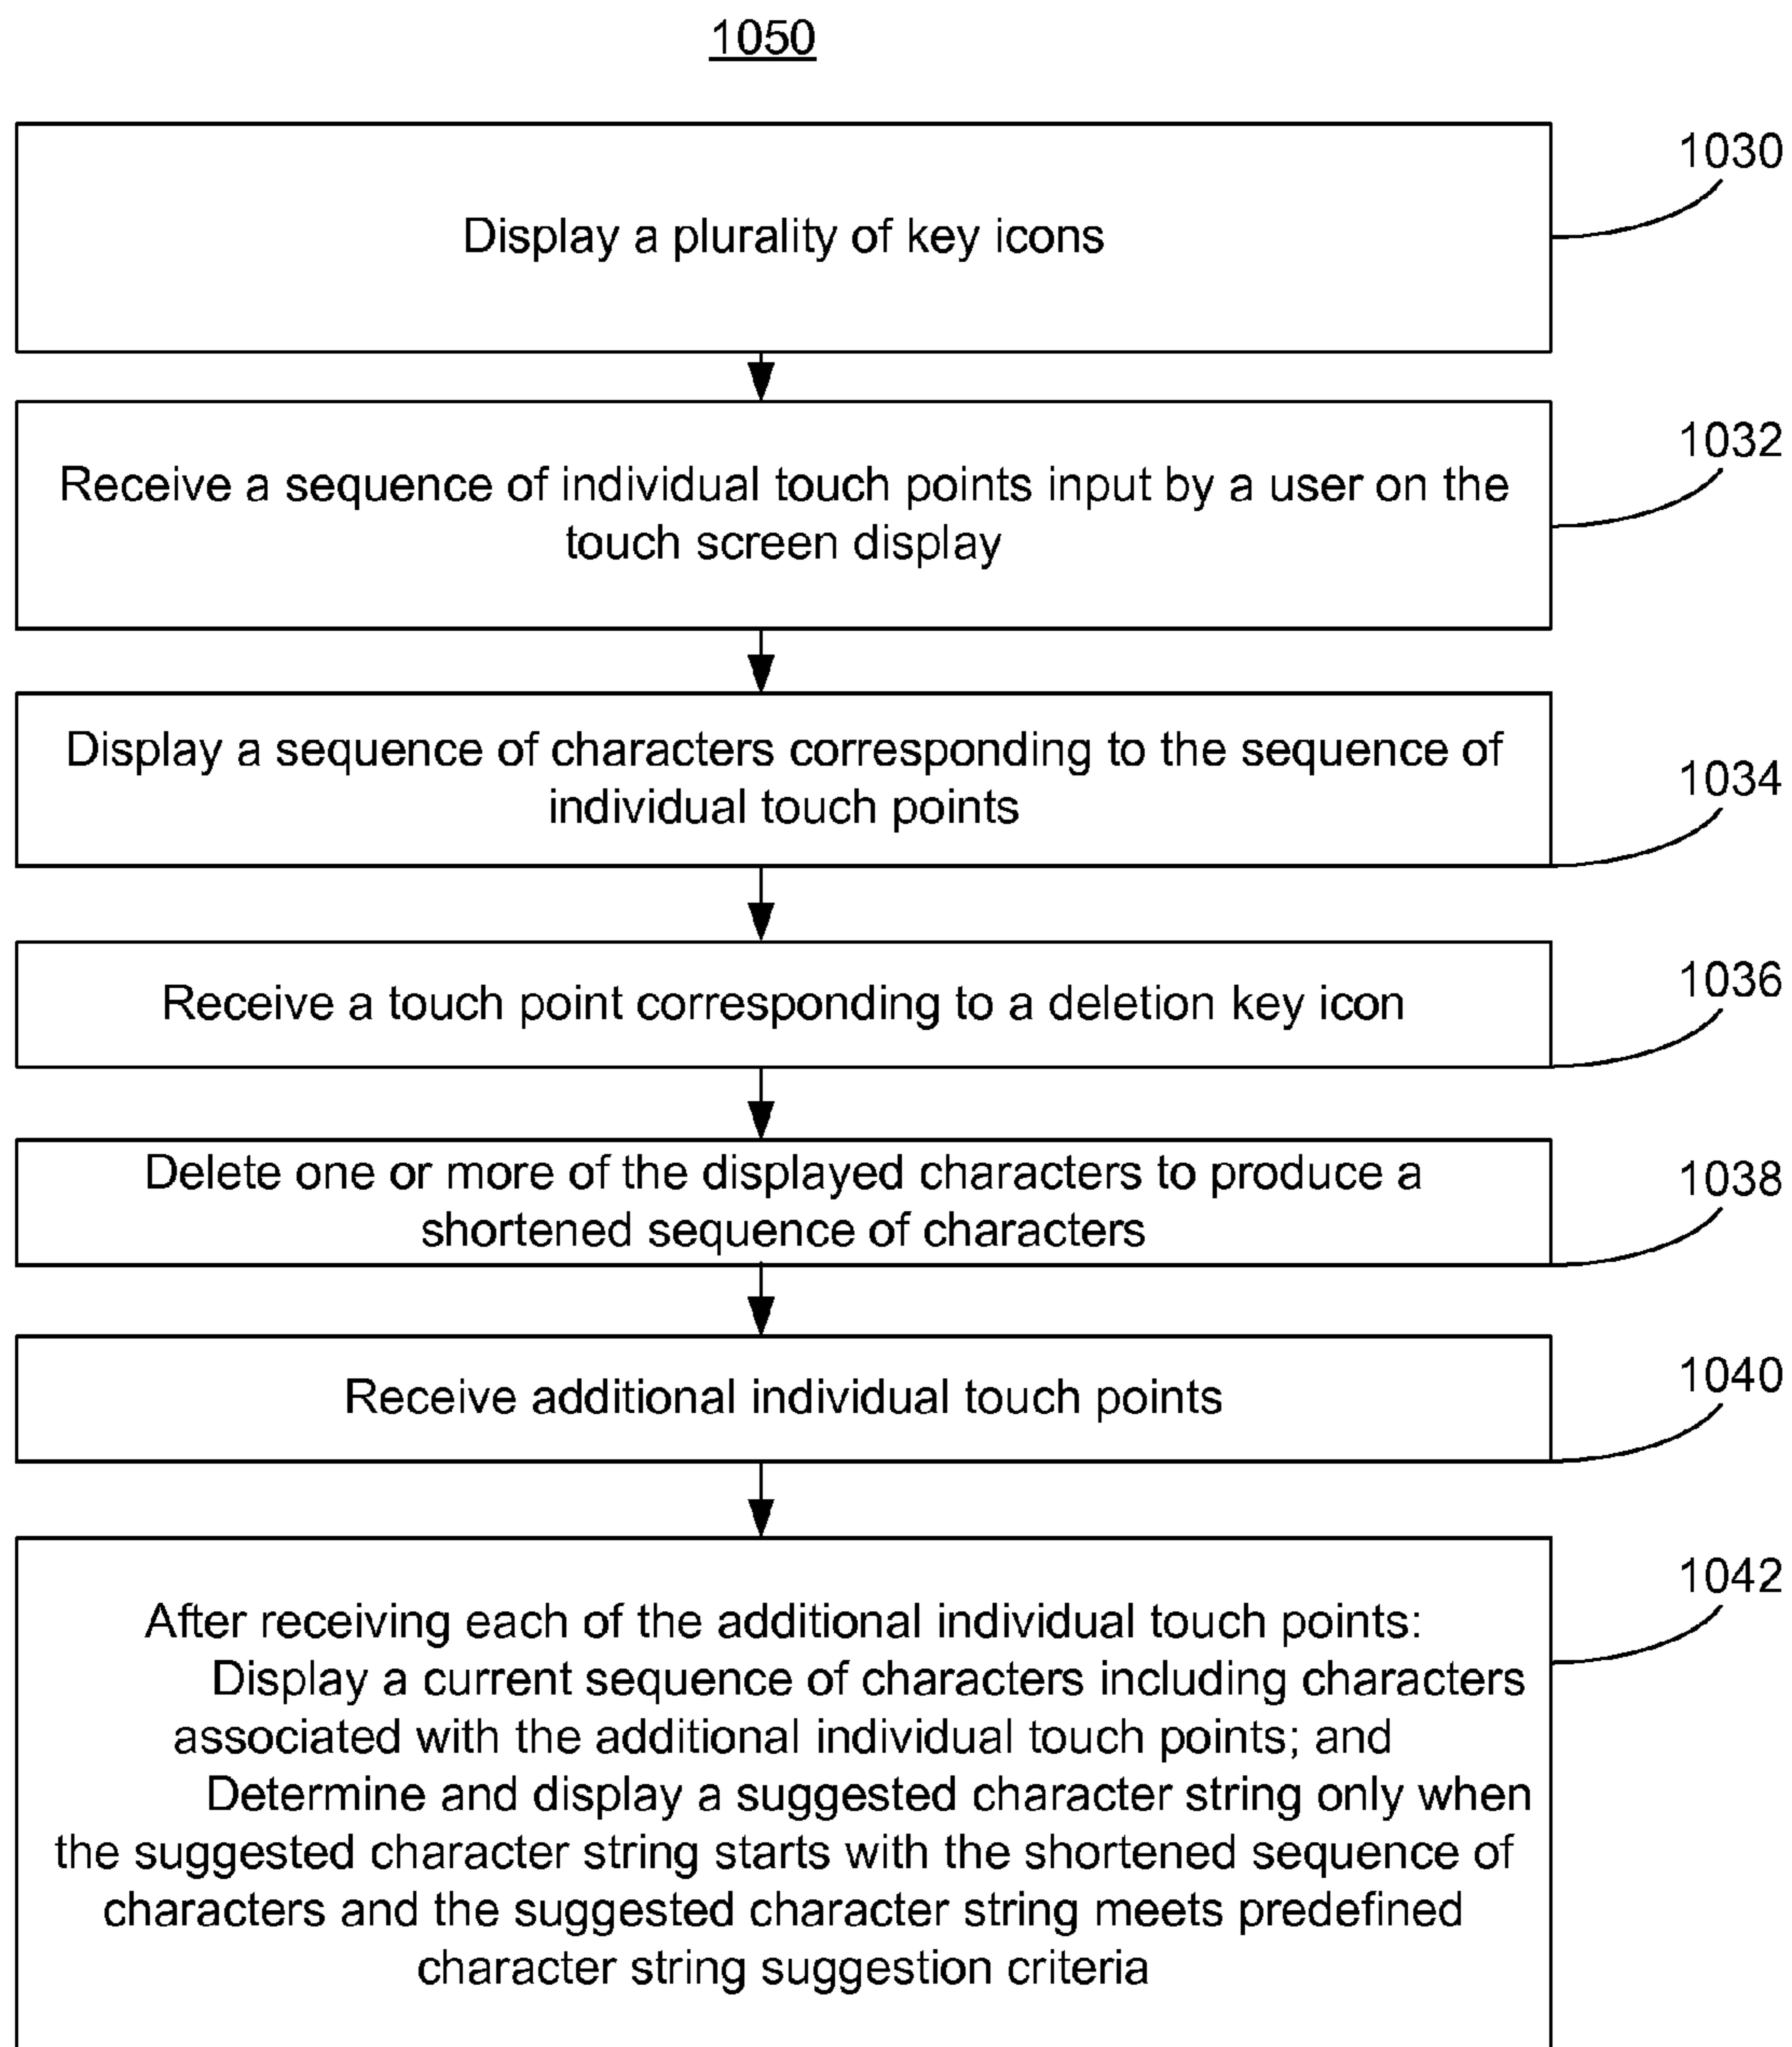 1050
Display a plurality of key icons
1030
Receive a sequence of individual touch points input by a user on the
touch screen display
1032
Display a sequence of characters corresponding to the sequence of
individual touch points
1034
Receive a touch point corresponding to a deletion key icon
1036
Delete one or more of the displayed characters to produce a
shortened sequence of characters
1038
Receive additional individual touch points
1040
After receiving each of the additional individual touch points:
Display a current sequence of characters including characters
associated with the additional individual touch points; and
Determine and display a suggested character string only when
the suggested character string starts with the shortened sequence of
characters and the suggested character string meets predefined
character string suggestion criteria
1042